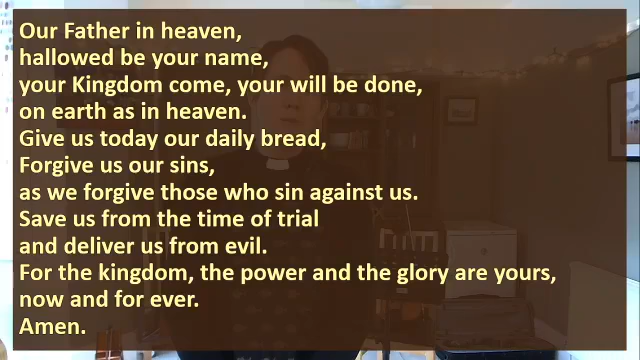 Our Father in heaven,
hallowed be your name,
your Kingdom come, your will be done,
on earth as in heaven.
Give us today our daily bread,
Forgive us our sins,
as we forgive those who sin against us.
Save us from the time of trial
and deliver us from evil.
For the kingdom, the power and the glory are yours,
now and for ever.
Amen.